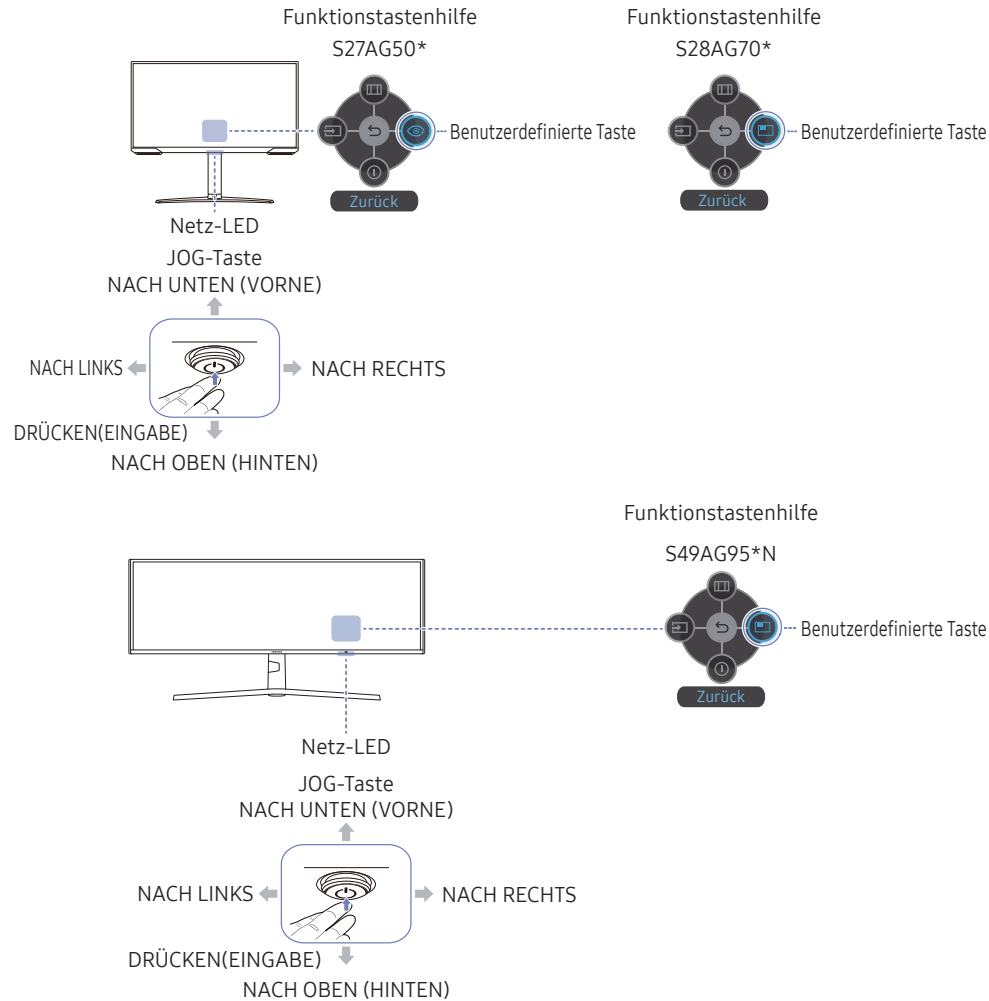 Funktionstastenhilfe
S27AG50*
Funktionstastenhilfe
S28AG70*
Benutzerdefinierte Taste
Benutzerdefinierte Taste
Zurück
Zurück
Netz-LED
JOG-Taste
NACH UNTEN (VORNE)
NACH LINKS
NACH RECHTS
DRÜCKEN(EINGABE)
NACH OBEN (HINTEN)
Funktionstastenhilfe
S49AG95*N
Benutzerdefinierte Taste
Zurück
Netz-LED
JOG-Taste
NACH UNTEN (VORNE)
NACH LINKS
NACH RECHTS
DRÜCKEN(EINGABE)
NACH OBEN (HINTEN)